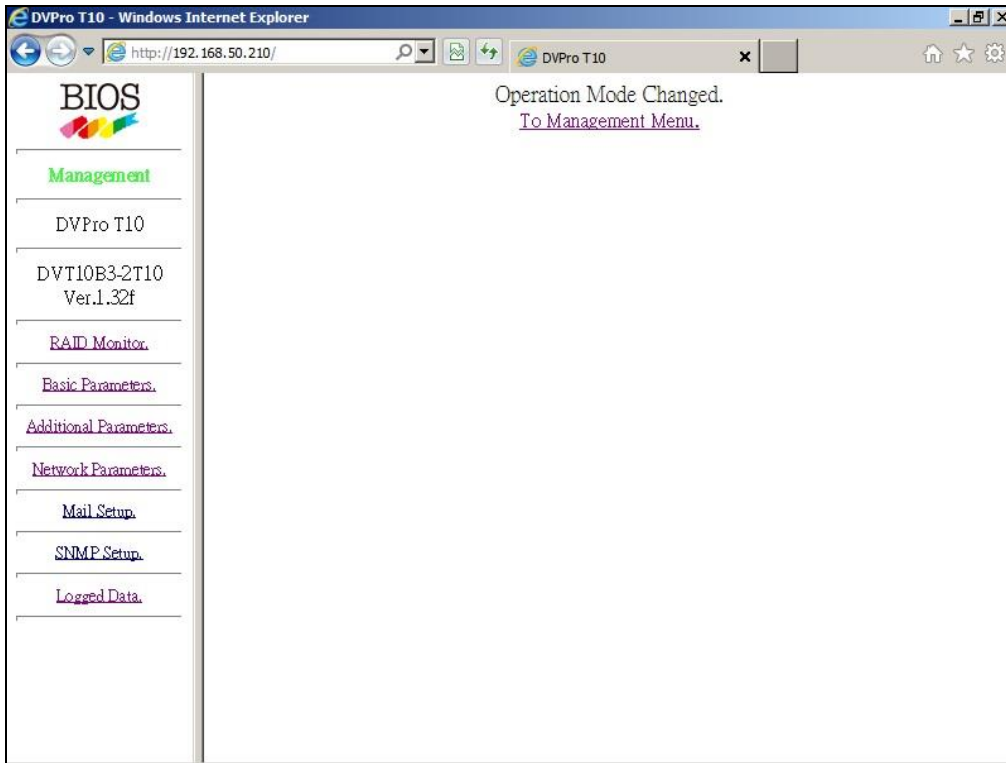 DVPro T10 - Windows Internet Explorer
http://192.168.50.210/
DVPro T10
BIOS
Management
DVPro T10
DVT10B3-2T10
Ver.1.32f
RAID Monitor.
Basic Parameters.
Additional Parameters.
Network Parameters.
Mail Setup.
SNMP Setup.
Logged Data.
Operation Mode Changed.
To Management Menu.